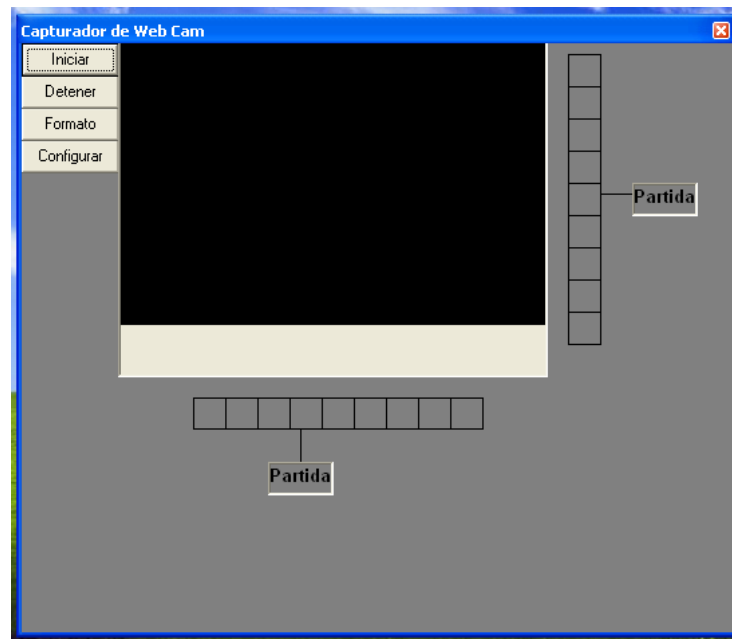 Capturador de Web Cam
Iniciar
Detener
Formato
Configurar
Partida
Partida